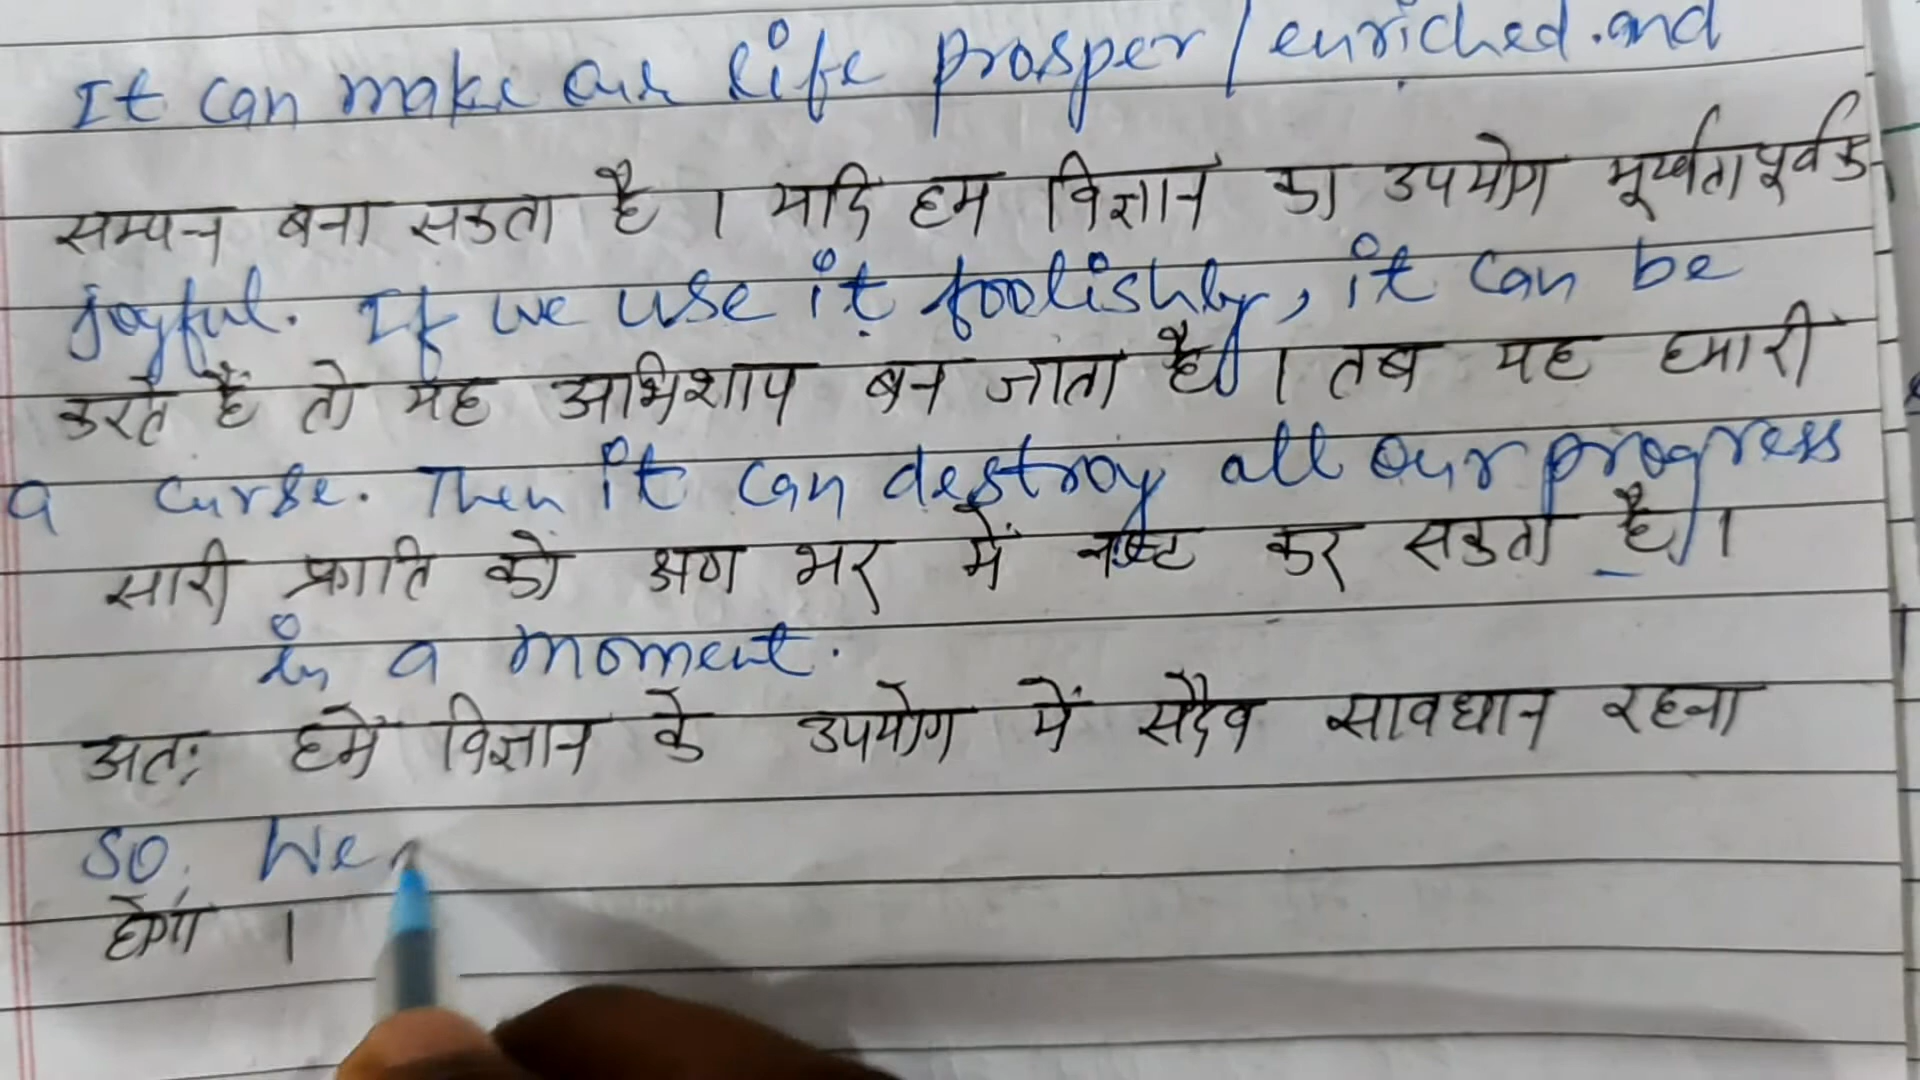 It can make our life prosper/enriched.and
सम्पन्न बना सकता है । यदि हम विज्ञान का उपयोग मूर्खतापूर्वक
joyful. If we use it foolishly, it can be
करते हैं तो यह अभिशाप बन जाता है । तब यह हमारी
a curse. Then it can destroy all our progress
सारी प्रगति को क्षण भर में नष्ट कर सकता है ।
in a moment.
अतः हमें विज्ञान के उपयोग में सदैव सावधान रहना
So, We
होगा ।